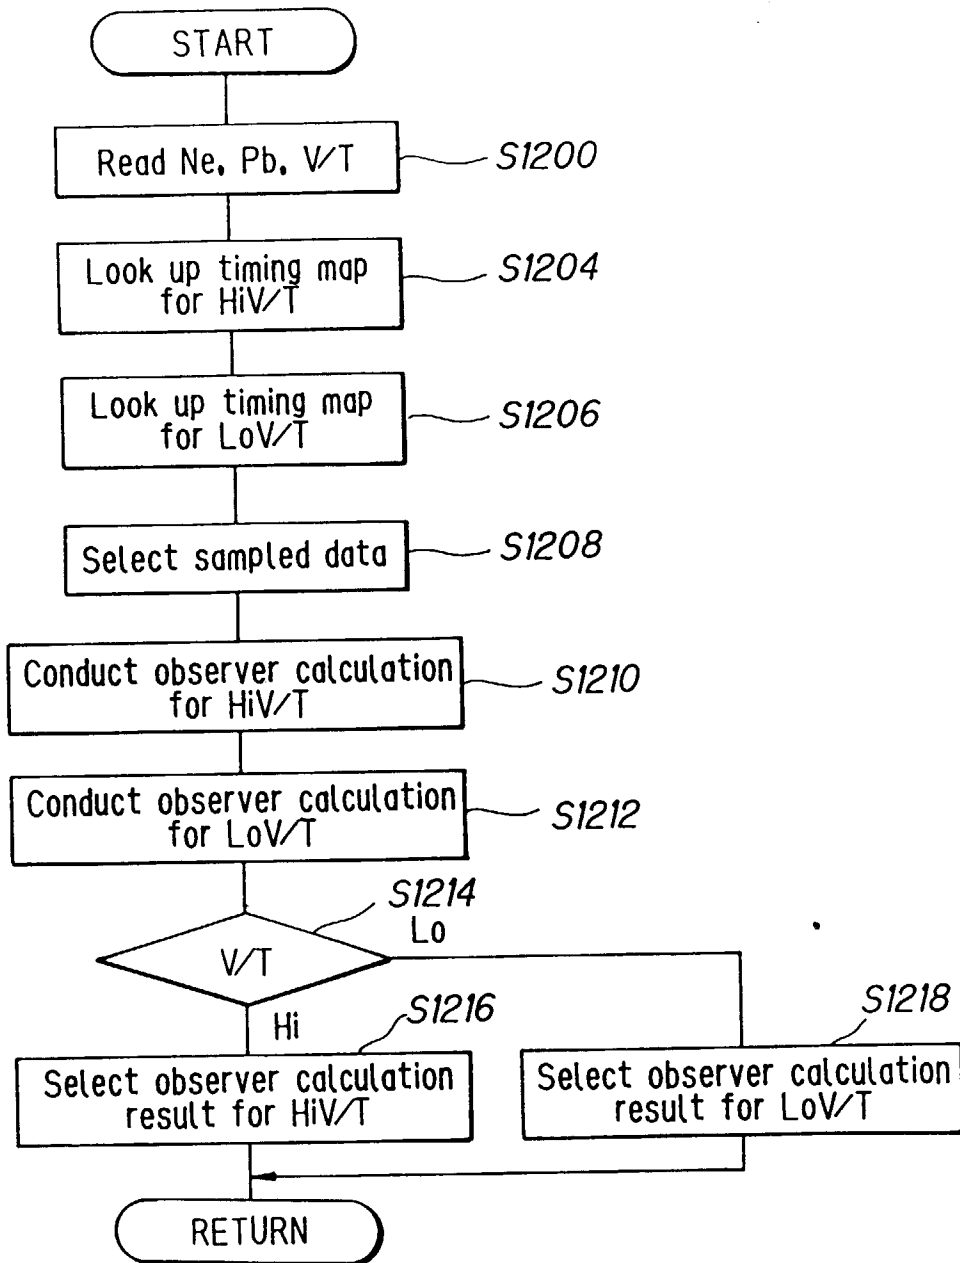 START
Read Ne, Pb, V/T
S1200
Look up timing map
for HiV/T
S1204
Look up timing map
for LoV/T
S1206
Select sampled data
S1208
Conduct observer calculation
for HiV/T
S1210
Conduct observer calculation
for LoV/T
S1212
S1214
V/T
Lo
Hi
S1216
Select observer calculation
result for HiV/T
S1218
Select observer calculation
result for LoV/T
RETURN